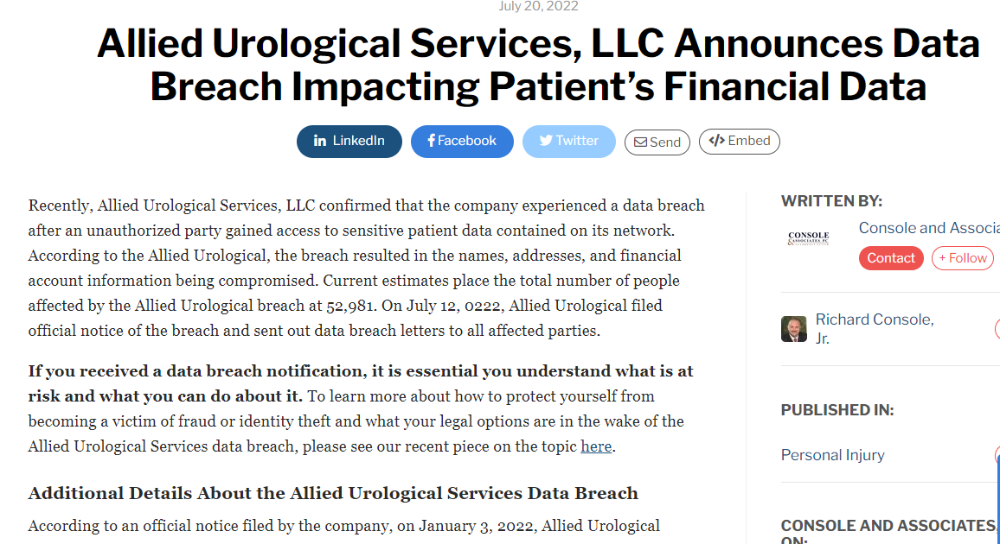 July 20, 2022
Allied Urological Services, LLC Announces Data
Breach Impacting Patient's Financial Data
in LinkedIn
f Facebook
Twitter
Send
</> Embed
Recently, Allied Urological Services, LLC confirmed that the company experienced a data breach
after an unauthorized party gained access to sensitive patient data contained on its network.
According to the Allied Urological, the breach resulted in the names, addresses, and financial
account information being compromised. Current estimates place the total number of people
affected by the Allied Urological breach at 52,981. On July 12, 0222, Allied Urological filed
official notice of the breach and sent out data breach letters to all affected parties.
If you received a data breach notification, it is essential you understand what is at
risk and what you can do about it. To learn more about how to protect yourself from
becoming a victim of fraud or identity theft and what your legal options are in the wake of the
Allied Urological Services data breach, please see our recent piece on the topic here.
Additional Details About the Allied Urological Services Data Breach
According to an official notice filed by the company, on January 3, 2022, Allied Urological
WRITTEN BY:
CONSOLE
& ASSOCIATES, P.C.
Console and Associa
Contact
+ Follow
Richard Console,
Jr.
PUBLISHED IN:
Personal Injury
CONSOLE AND ASSOCIATES,
ON: